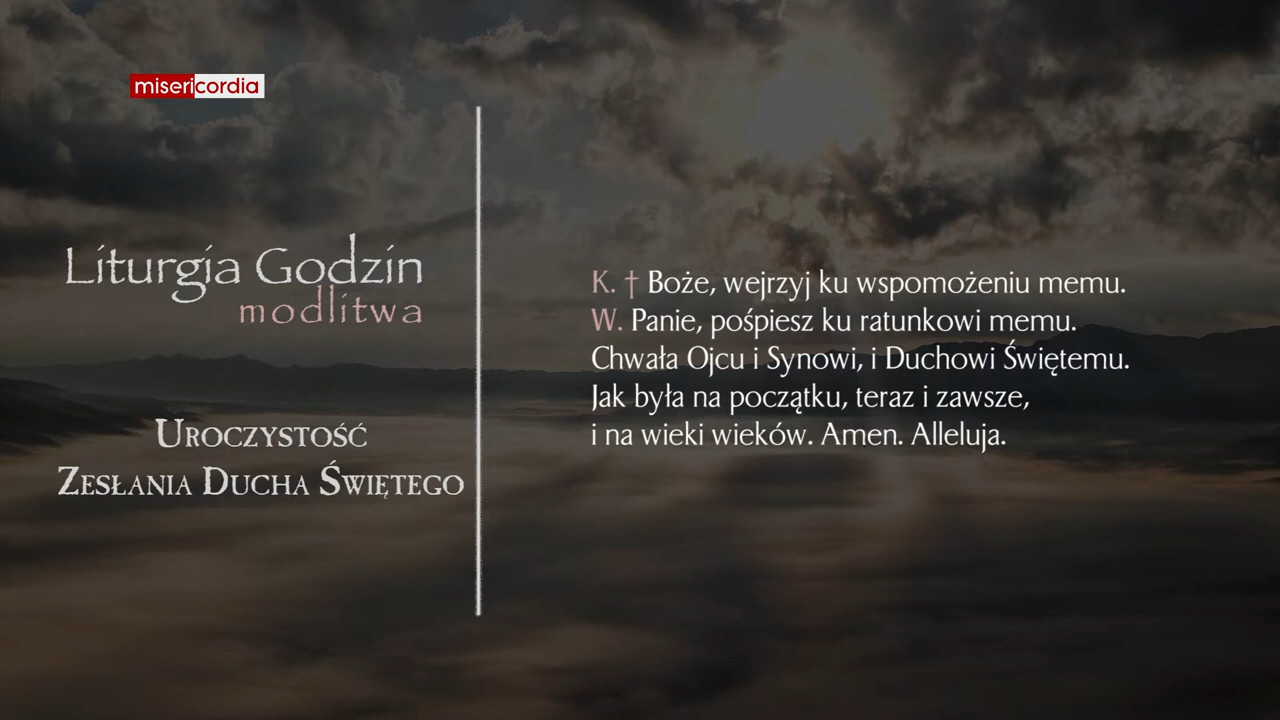 misericordia
Liturgia Godzin
modlitwa
Uroczystość
Zesłania Ducha Świętego
K. † Boże, wejrzyj ku wspomożeniu memu.
W. Panie, pośpiesz ku ratunkowi memu.
Chwała Ojcu i Synowi, i Duchowi Świętemu.
Jak była na początku, teraz i zawsze,
i na wieki wieków. Amen. Alleluja.